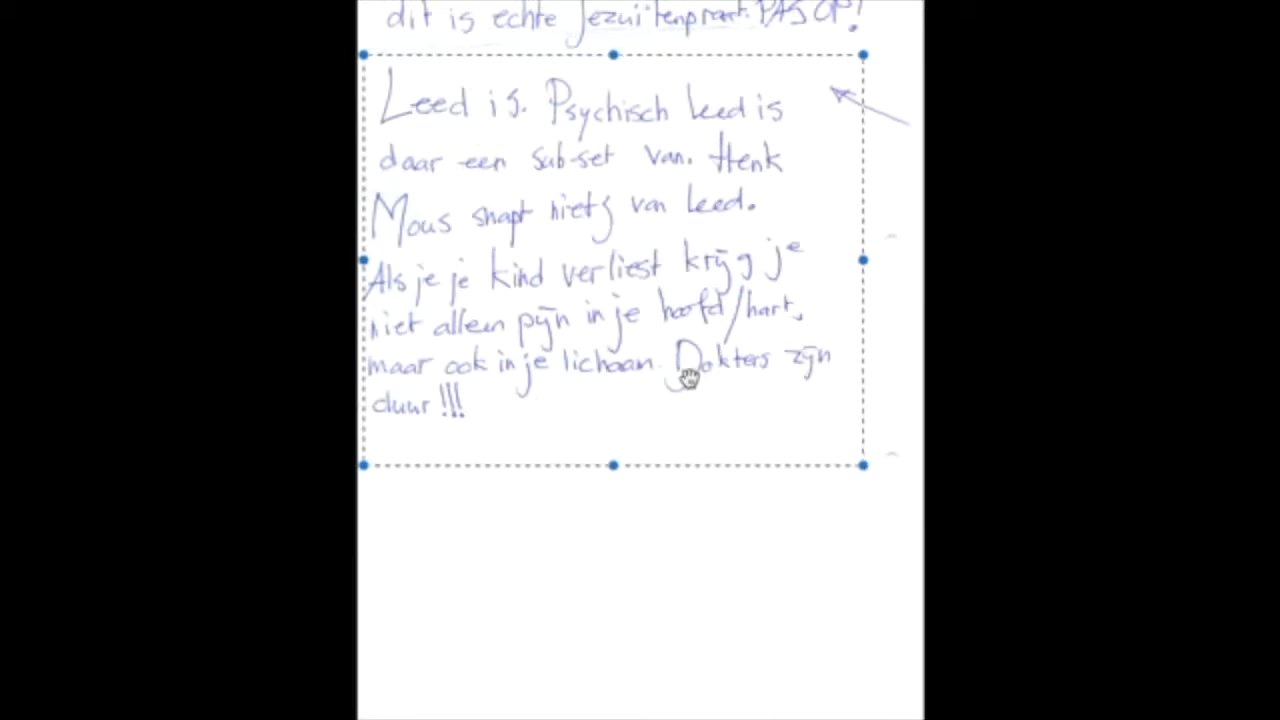 dit is echte Jezuïtenpraat. PAS OP!
Leed is. Psychisch leed is
daar een sub-set van. Henk
Mous snapt niets van leed.
Als je je kind verliest krijg je
niet alleen pijn in je hoofd/hart,
maar ook in je lichaam. Dokters zijn
duur!!!